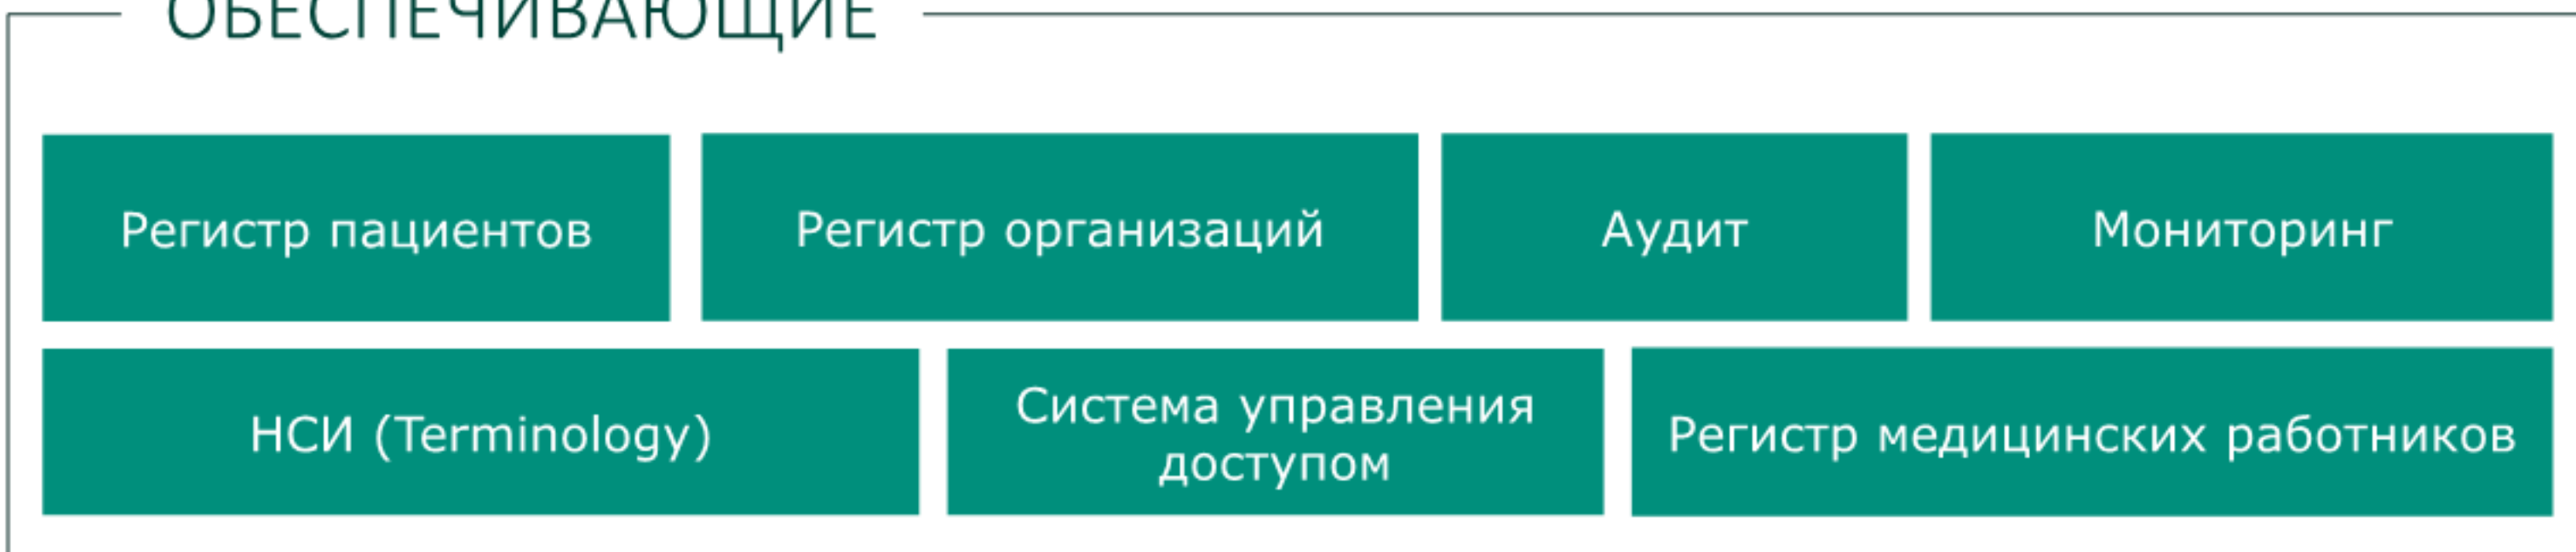 ОБЕСПЕЧИВАЮЩИЕ
Регистр пациентов
Регистр организаций
Аудит
Мониторинг
НСИ (Terminology)
Система управления
доступом
Регистр медицинских работников